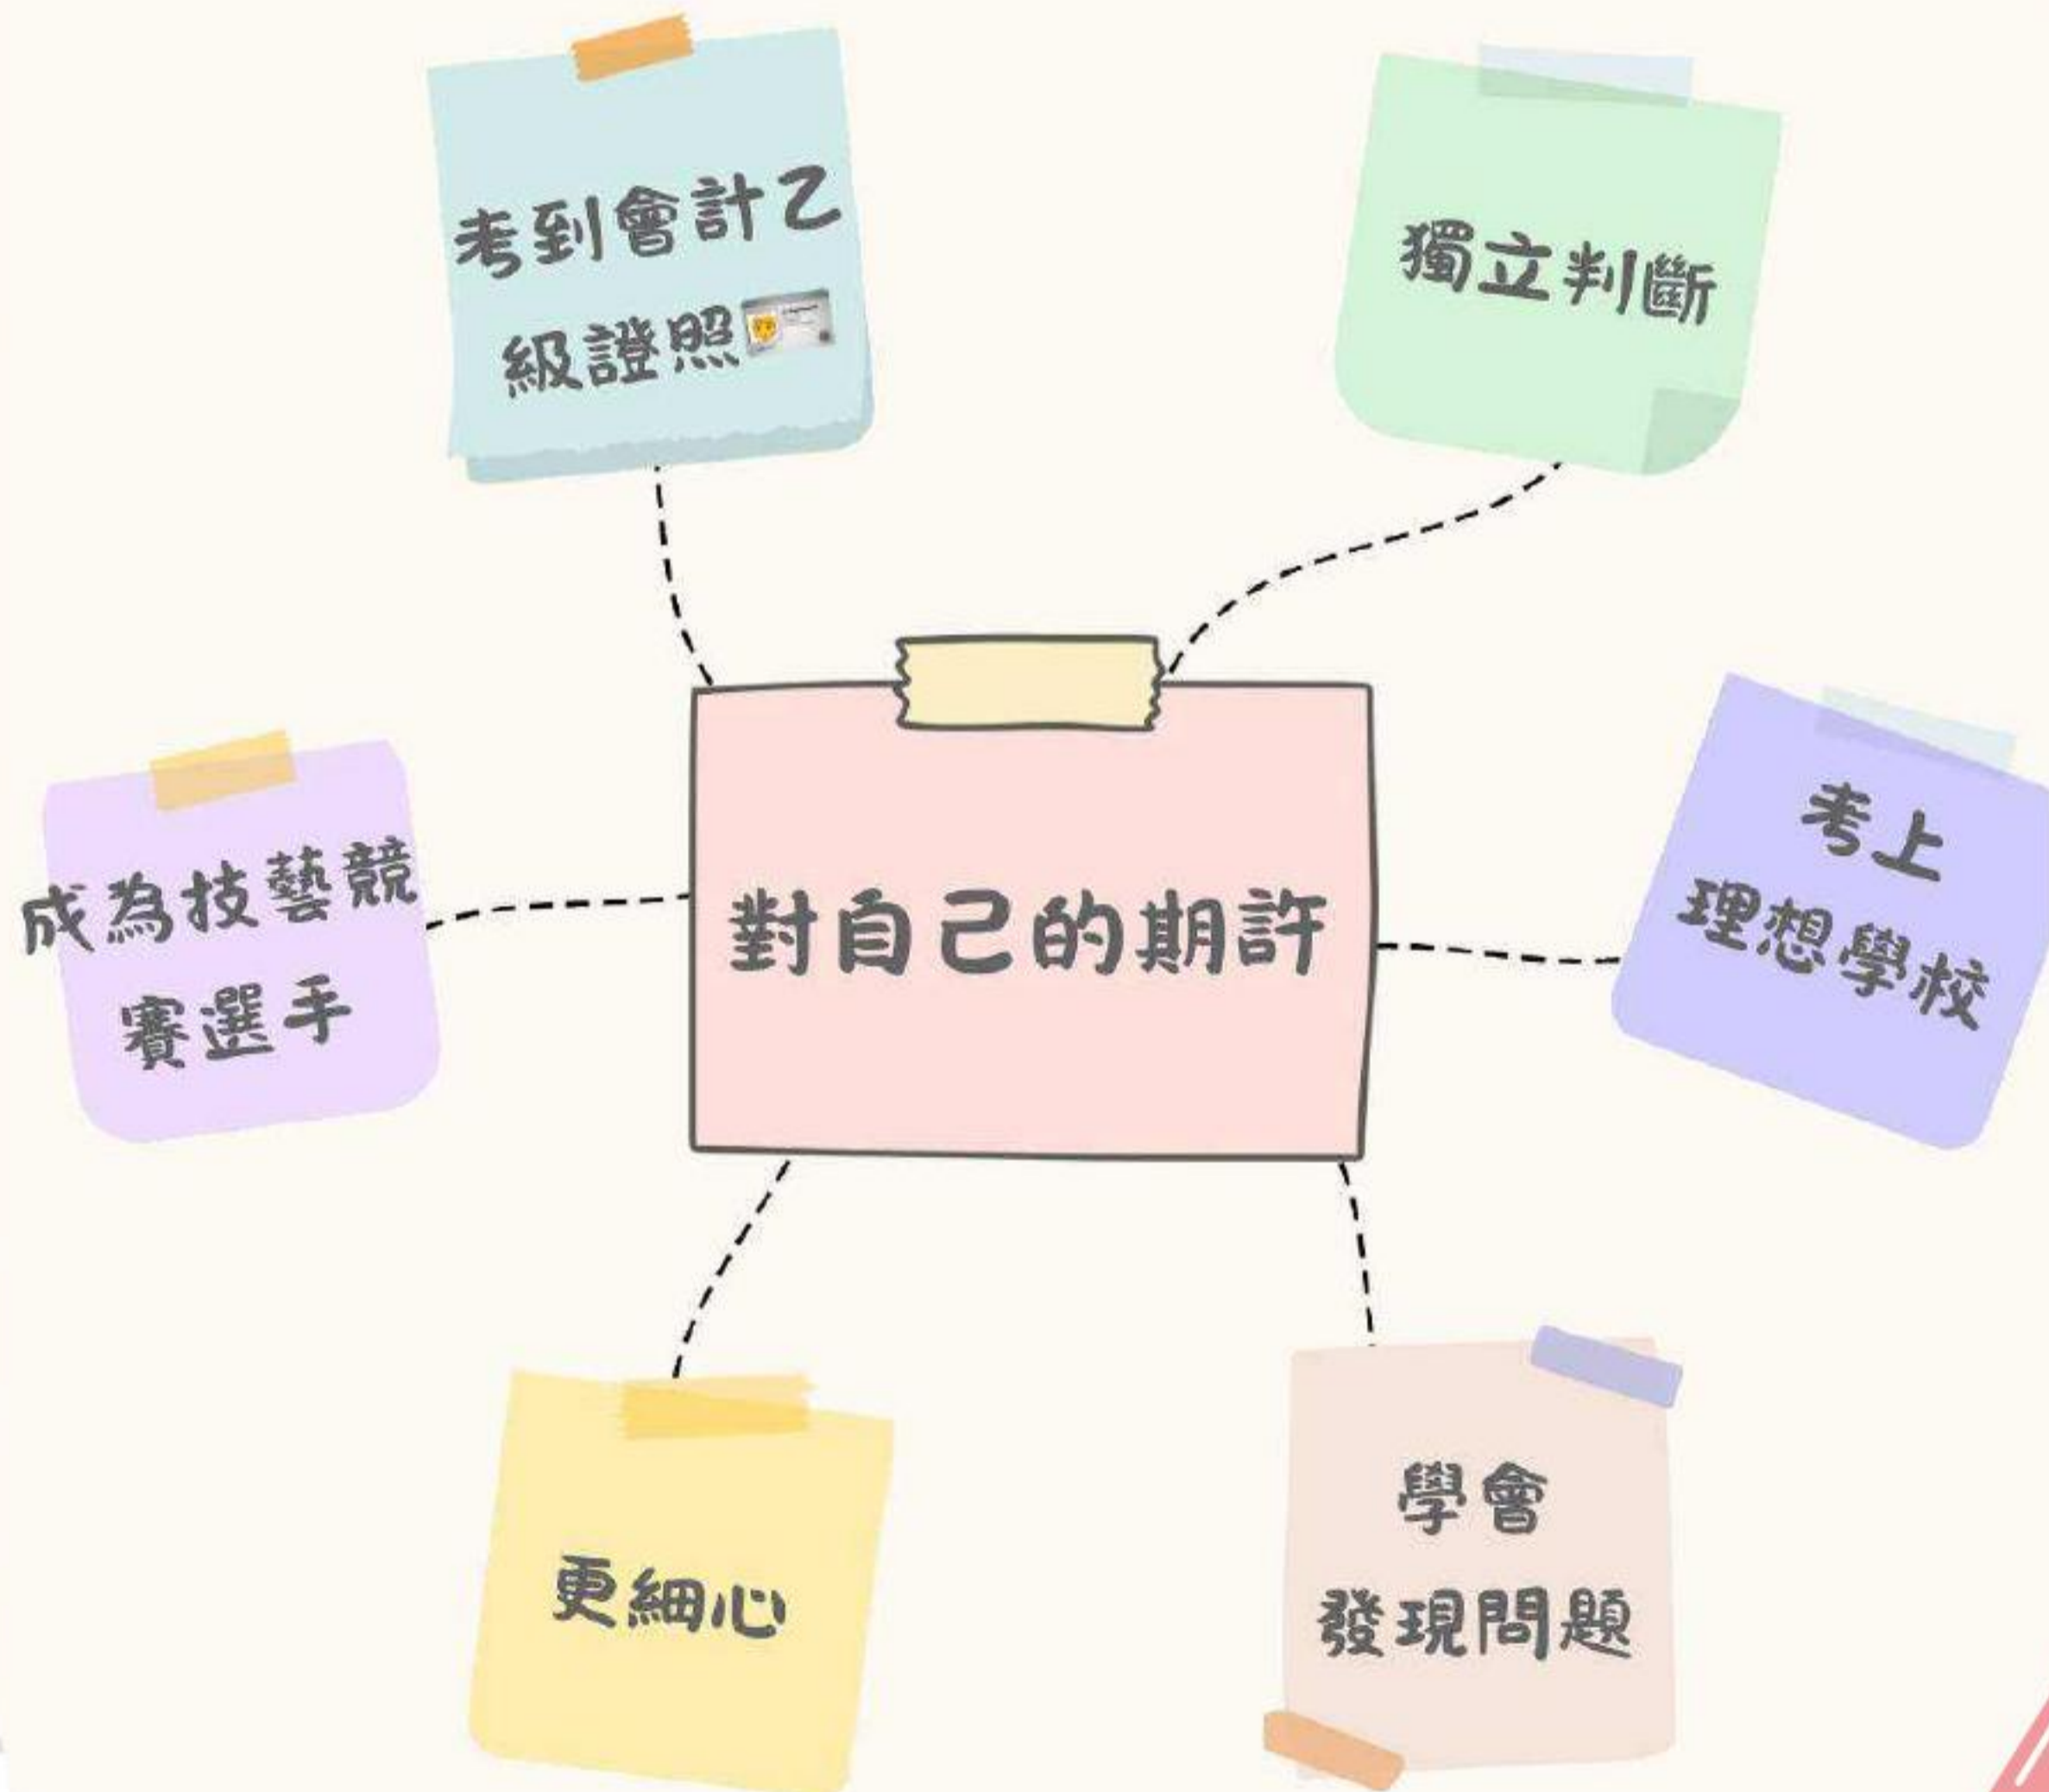 考到會計乙
級證照
獨立判斷
成為技藝競
賽選手
對自己的期許
考上
理想學校
更細心
學會
發現問題